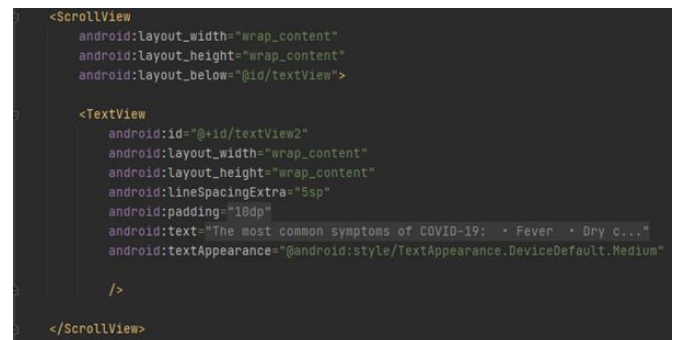 <ScrollView
android:layout_width="wrap_content"
android:layout_height="wrap_content"
android:layout_below="@id/textView">
<TextView
android:id="@+id/textView2"
android:layout_width="wrap_content"
android:layout_height="wrap_content"
android:lineSpacingExtra="5sp"
android:padding="10dp"
android:text="The most common symptoms of COVID-19:  • Fever  • Dry c..."
android:textAppearance="@android:style/TextAppearance.DeviceDefault.Medium"
/>
</ScrollView>